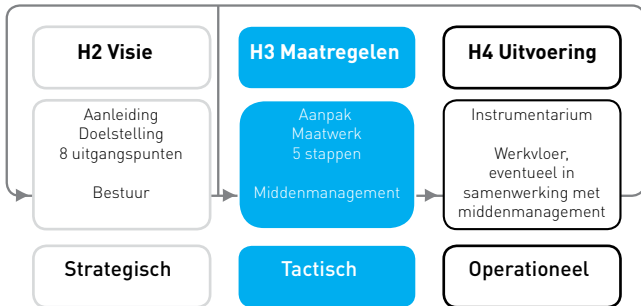 H2 Visie
H3 Maatregelen
H4 Uitvoering
Aanleiding
Doelstelling
8 uitgangspunten
Bestuur
Aanpak
Maatwerk
5 stappen
Middenmanagement
Instrumentarium
Werkvloer,
eventueel in
samenwerking met
middenmanagement
Strategisch
Tactisch
Operationeel